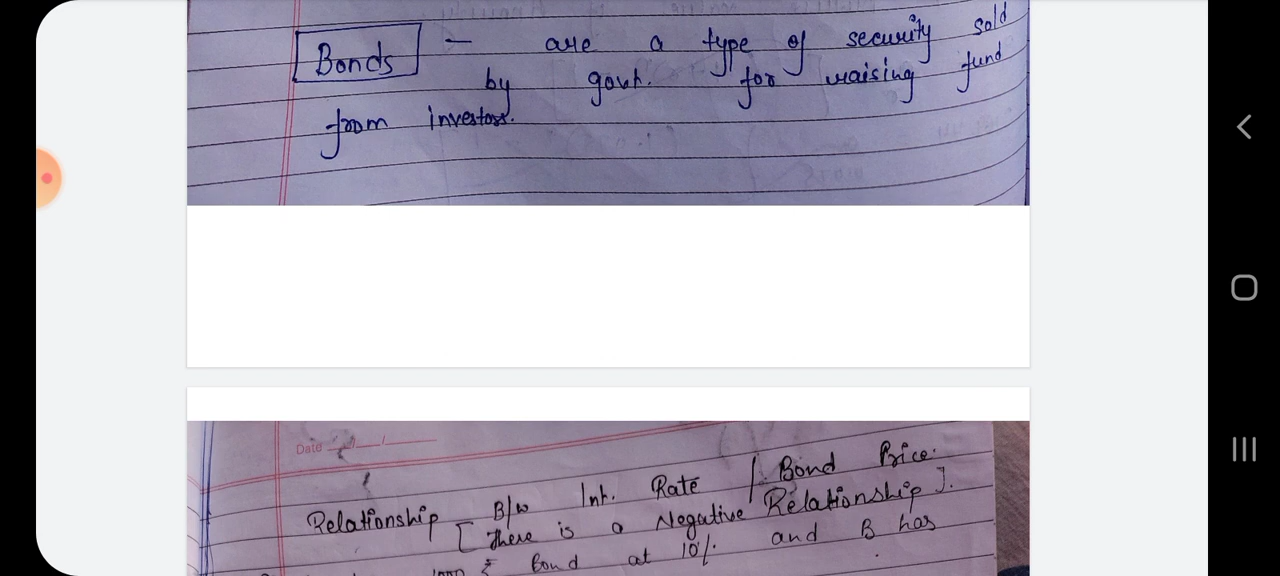 Bonds — are a type of security sold
by govt. for raising fund
from investors.
Date
Relationship B/w Int. Rate / Bond Price.
[There is a Negative Relationship].
bond at 10% and B has